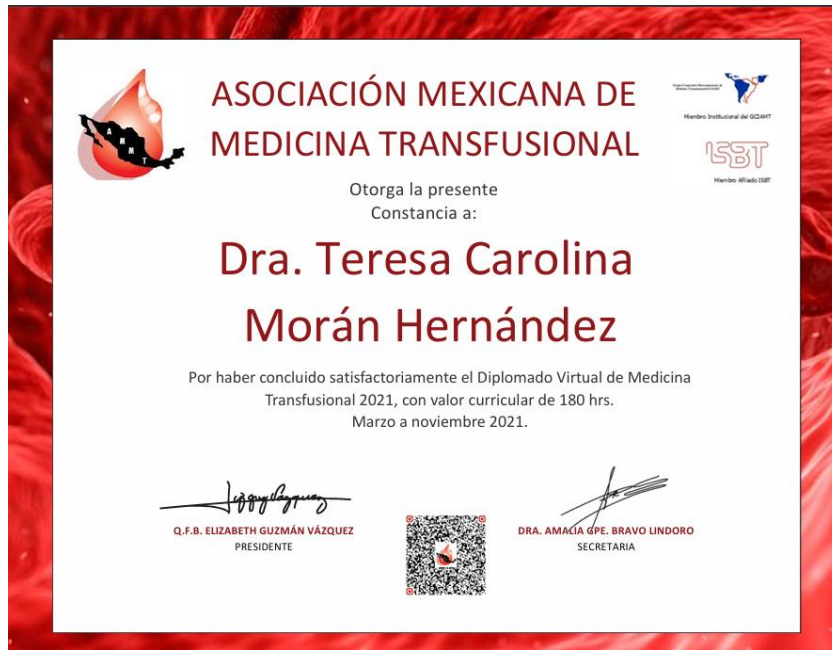 ASOCIACIÓN MEXICANA DE
MEDICINA TRANSFUSIONAL
A M M T
Miembro Institucional del GCIAMT
ISBT
Miembro Afiliado ISBT
Otorga la presente
Constancia a:
Dra. Teresa Carolina
Morán Hernández
Por haber concluido satisfactoriamente el Diplomado Virtual de Medicina
Transfusional 2021, con valor curricular de 180 hrs.
Marzo a noviembre 2021.
Q.F.B. ELIZABETH GUZMÁN VÁZQUEZ
PRESIDENTE
DRA. AMALIA GPE. BRAVO LINDORO
SECRETARIA